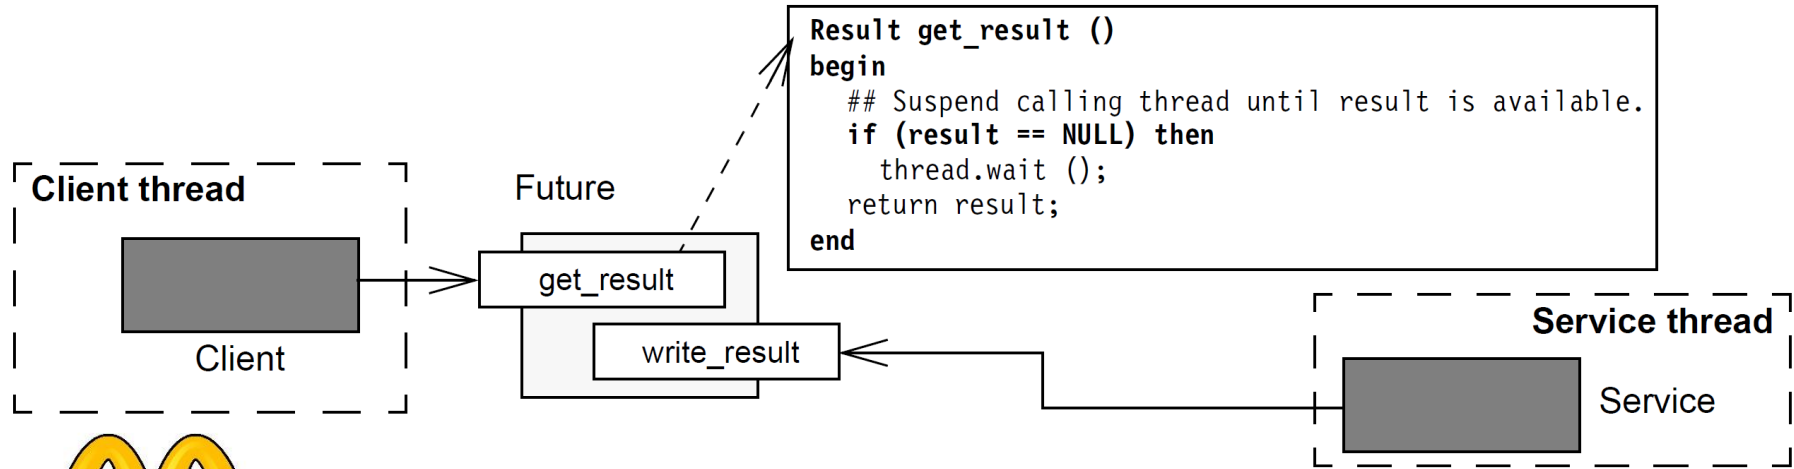 Result get_result ()
begin
## Suspend calling thread until result is available.
if (result == NULL) then
thread.wait ();
return result;
end
Client thread
Client
Future
get_result
write_result
Service thread
Service